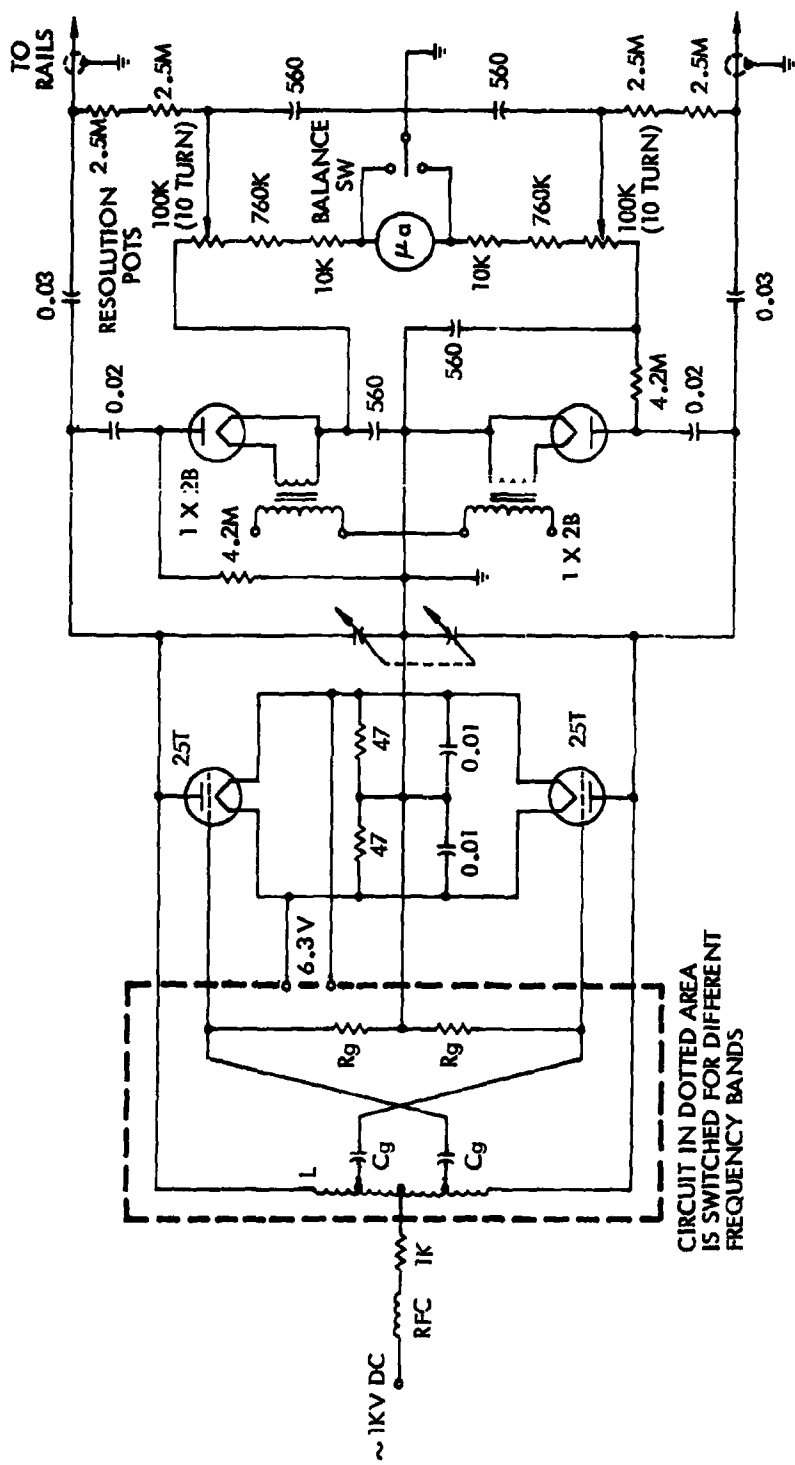 TO
RAILS
2.5M
2.5M
560
560
2.5M
2.5M
RESOLUTION
POTS
100K
(10 TURN)
760K
10K
BALANCE
SW
μa
10K
760K
100K
(10 TURN)
0.03
0.03
0.02
560
560
4.2M
0.02
1 X 2B
4.2M
1 X 2B
25T
47
47
0.01
0.01
25T
6.3V
Rg
Rg
L
Cg
Cg
1K
RFC
~1KV DC
CIRCUIT IN DOTTED AREA
IS SWITCHED FOR DIFFERENT
FREQUENCY BANDS